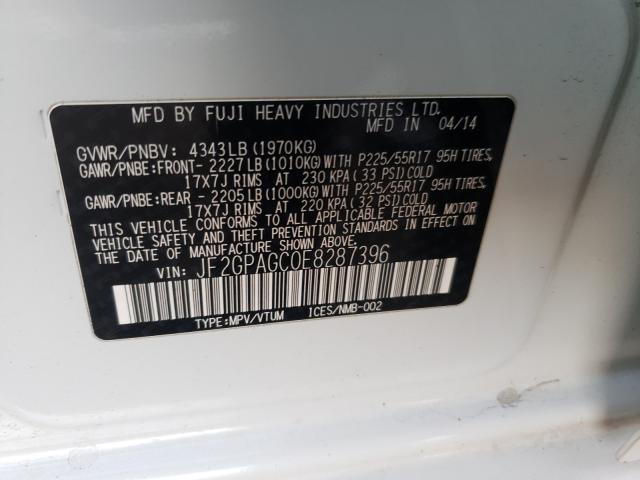 MFD BY FUJI HEAVY INDUSTRIES LTD.
MFD IN 04/14
GVWR/PNBV: 4343LB (1970KG)
GAWR/PNBE:FRONT- 2227LB (1010KG) WITH P225/55R17 95H TIRES,
17X7J RIMS AT 230 KPA ( 33 PSI) COLD
GAWR/PNBE:REAR - 2205LB (1000KG) WITH P225/55R17 95H TIRES,
17X7J RIMS AT 220 KPA ( 32 PSI) COLD
THIS VEHICLE CONFORMS TO ALL APPLICABLE FEDERAL MOTOR
VEHICLE SAFETY AND THEFT PREVENTION STANDARDS IN EFFECT ON
THE DATE OF MANUFACTURE SHOWN ABOVE.
VIN: JF2GPAGC0E8287396
TYPE:MPV/VTUM ICES/NMB-002